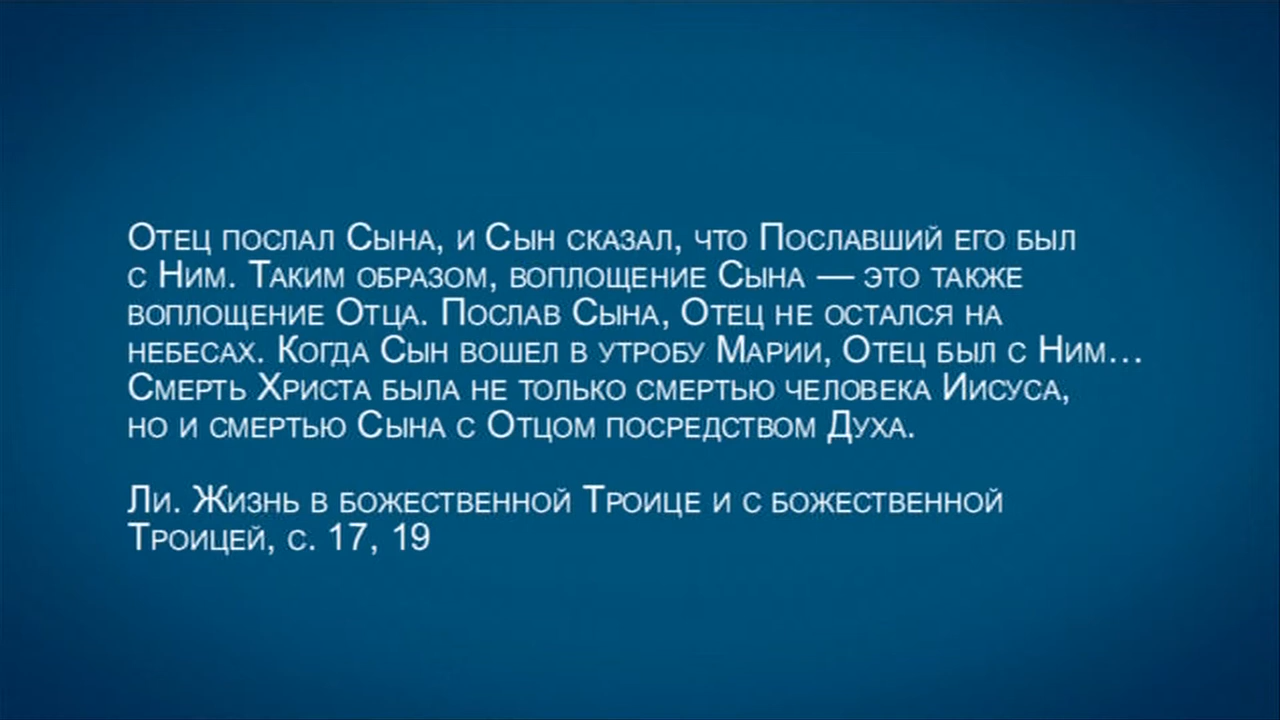 Отец послал Сына, и Сын сказал, что Пославший его был
с Ним. Таким образом, воплощение Сына — это также
воплощение Отца. Послав Сына, Отец не остался на
небесах. Когда Сын вошел в утробу Марии, Отец был с Ним...
Смерть Христа была не только смертью человека Иисуса,
но и смертью Сына с Отцом посредством Духа.
Ли. Жизнь в божественной Троице и с божественной
Троицей, с. 17, 19